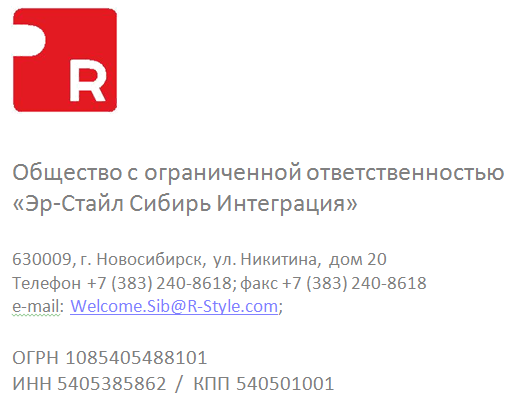 R
Общество с ограниченной ответственностью
«Эр-Стайл Сибирь Интеграция»
630009, г. Новосибирск, ул. Никитина, дом 20
Телефон +7 (383) 240-8618; факс +7 (383) 240-8618
e-mail: Welcome.Sib@R-Style.com;
ОГРН 1085405488101
ИНН 5405385862 / КПП 540501001